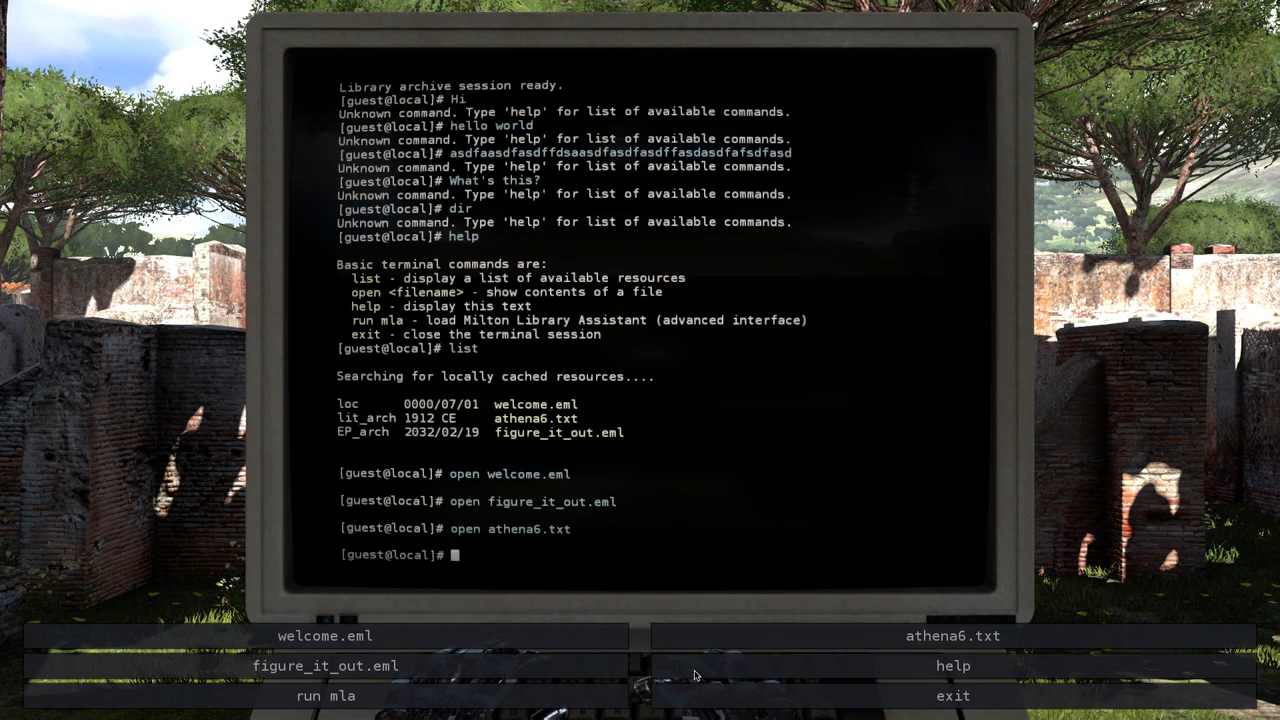 Library archive session ready.
[guest@local]# Hi
Unknown command. Type 'help' for list of available commands.
[guest@local]# hello world
Unknown command. Type 'help' for list of available commands.
[guest@local]# asdfaasdfasdffdsaasdfasdfasdffasdasdfafsdfasd
Unknown command. Type 'help' for list of available commands.
[guest@local]# What's this?
Unknown command. Type 'help' for list of available commands.
[guest@local]# dir
Unknown command. Type 'help' for list of available commands.
[guest@local]# help
Basic terminal commands are:
list - display a list of available resources
open <filename> - show contents of a file
help - display this text
run mla - load Milton Library Assistant (advanced interface)
exit - close the terminal session
[guest@local]# list
Searching for locally cached resources....
loc 0000/07/01 welcome.eml
lit_arch 1912 CE athena6.txt
EP_arch 2032/02/19 figure_it_out.eml
[guest@local]# open welcome.eml
[guest@local]# open figure_it_out.eml
[guest@local]# open athena6.txt
[guest@local]#
welcome.eml
athena6.txt
figure_it_out.eml
help
run mla
exit